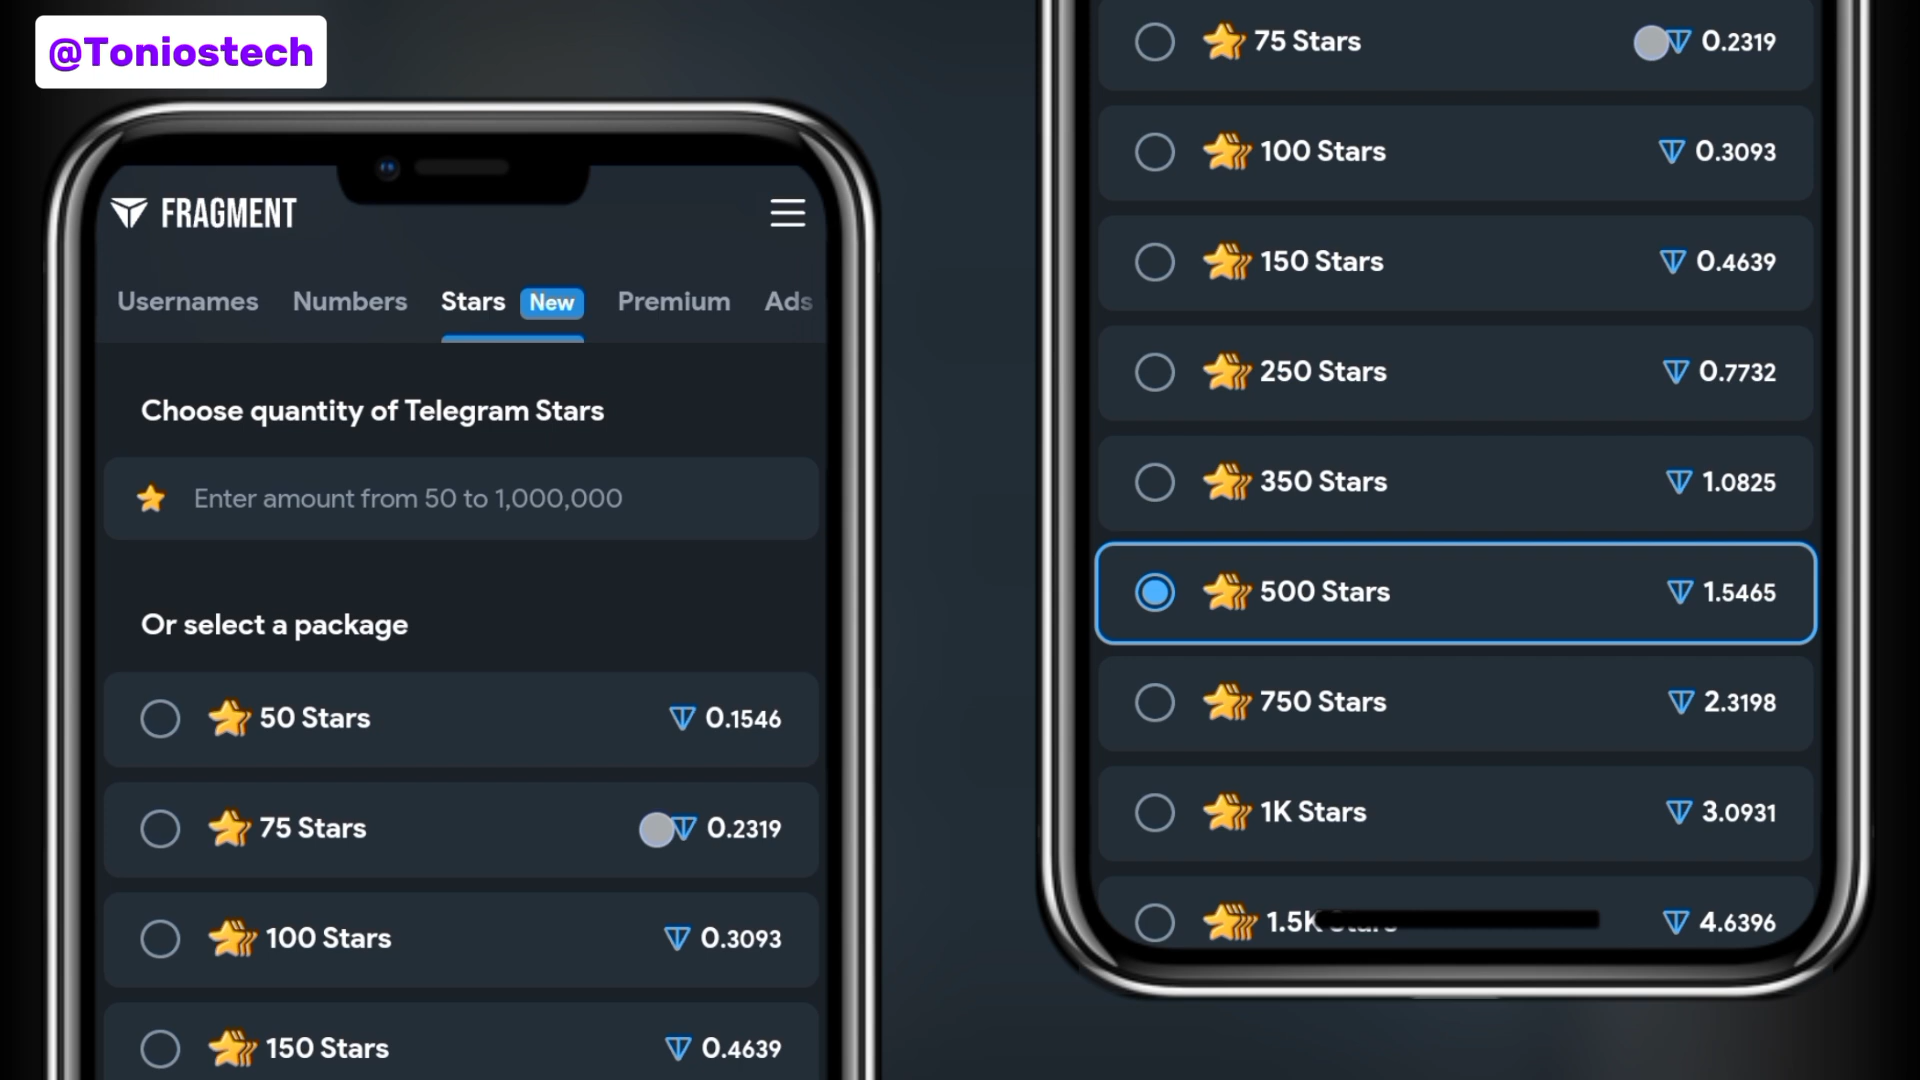 @Toniostech
FRAGMENT
Usernames Numbers Stars New Premium Ads
Choose quantity of Telegram Stars
Enter amount from 50 to 1,000,000
Or select a package
50 Stars 0.1546
75 Stars 0.2319
100 Stars 0.3093
150 Stars 0.4639
75 Stars 0.2319
100 Stars 0.3093
150 Stars 0.4639
250 Stars 0.7732
350 Stars 1.0825
500 Stars 1.5465
750 Stars 2.3198
1K Stars 3.0931
1.5K Stars 4.6396